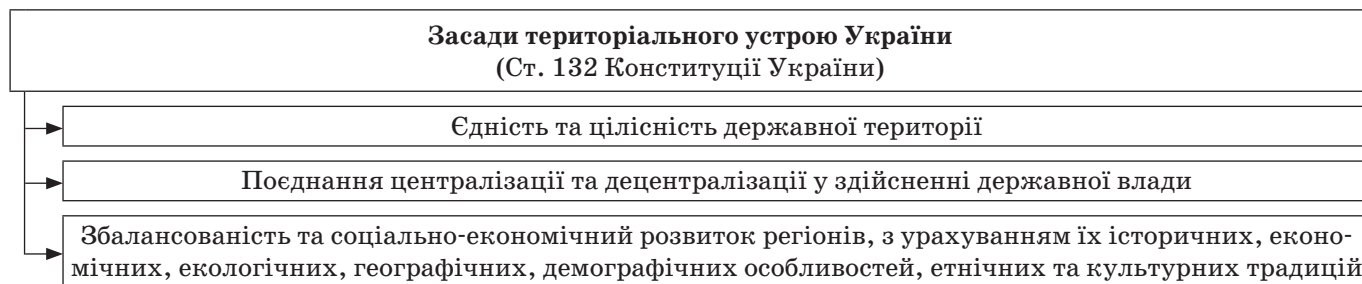 Засади територіального устрою України
(Ст. 132 Конституції України)
Єдність та цілісність державної території
Поєднання централізації та децентралізації у здійсненні державної влади
Збалансованість та соціально-економічний розвиток регіонів, з урахуванням їх історичних, еконо-
мічних, екологічних, географічних, демографічних особливостей, етнічних та культурних традицій